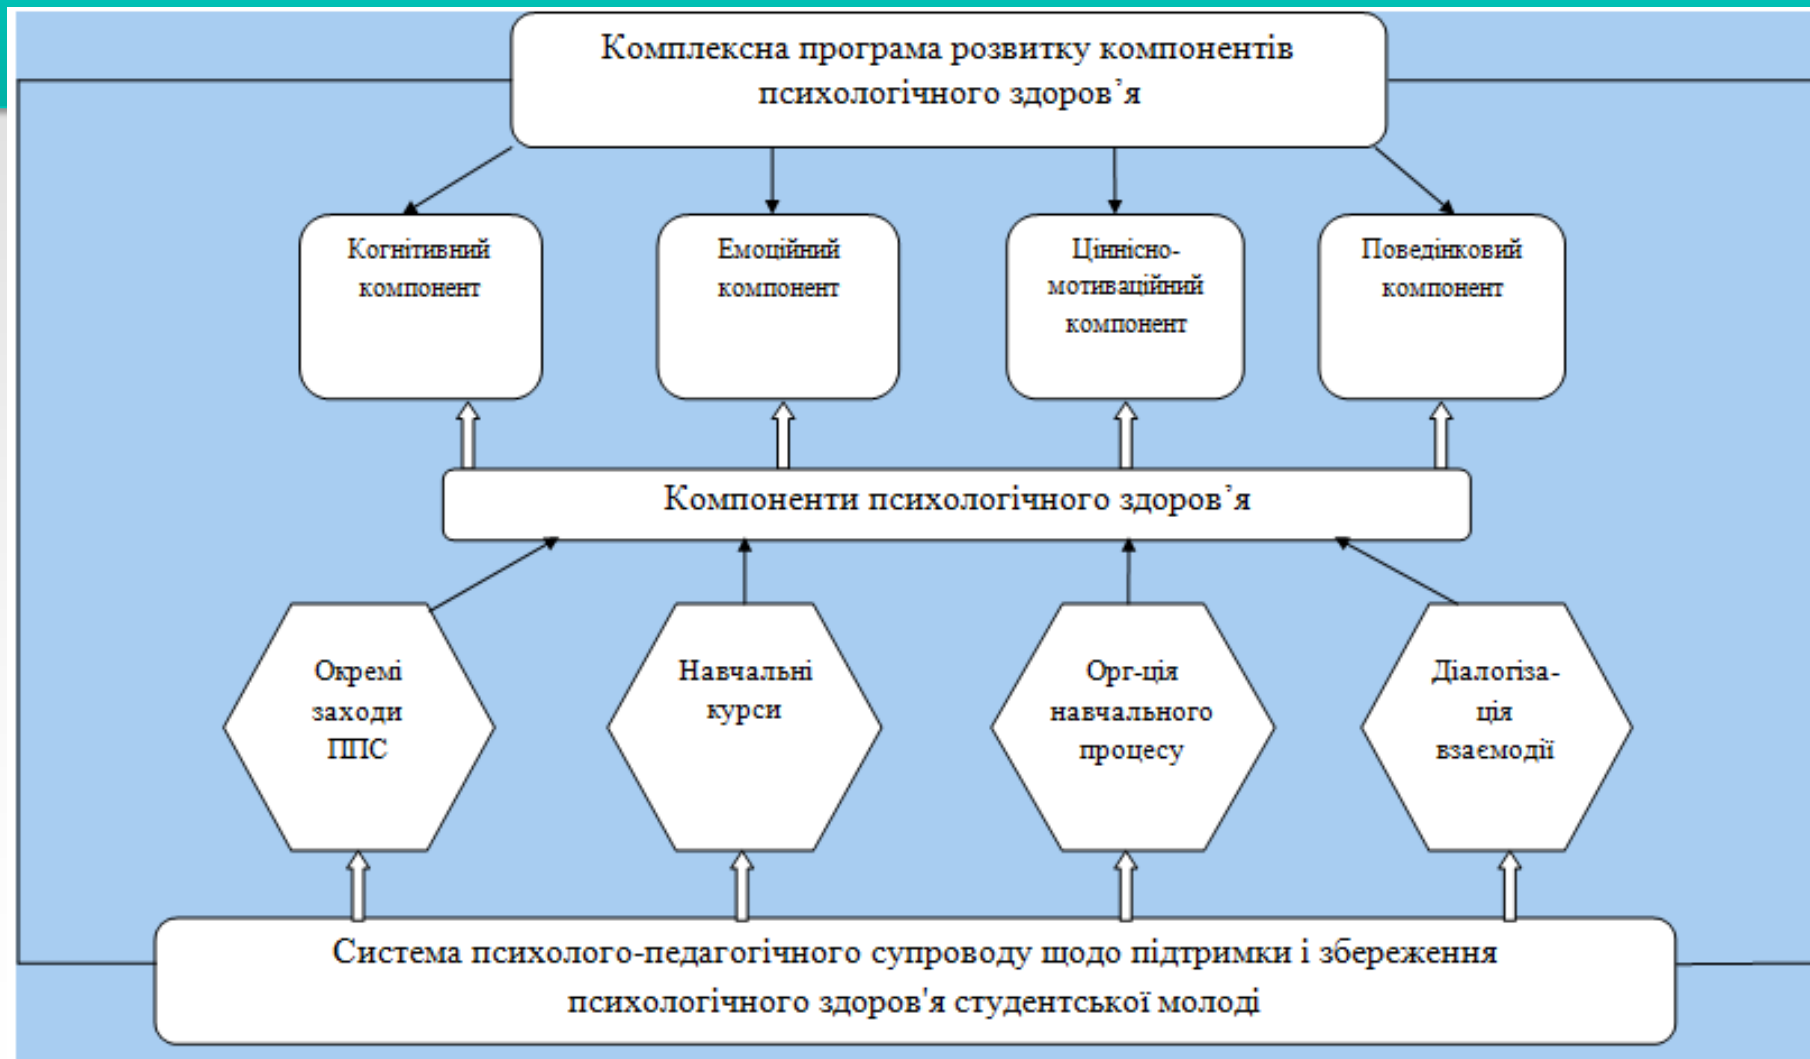 Комплексна програма розвитку компонентів
психологічного здоров’я
Когнітивний
компонент
Емоційний
компонент
Ціннісно-
мотиваційний
компонент
Поведінковий
компонент
Компоненти психологічного здоров’я
Окремі
заходи
ППС
Навчальні
курси
Орг-ція
навчального
процесу
Діалогіза-
ція
взаємодії
Система психолого-педагогічного супроводу щодо підтримки і збереження
психологічного здоров'я студентської молоді